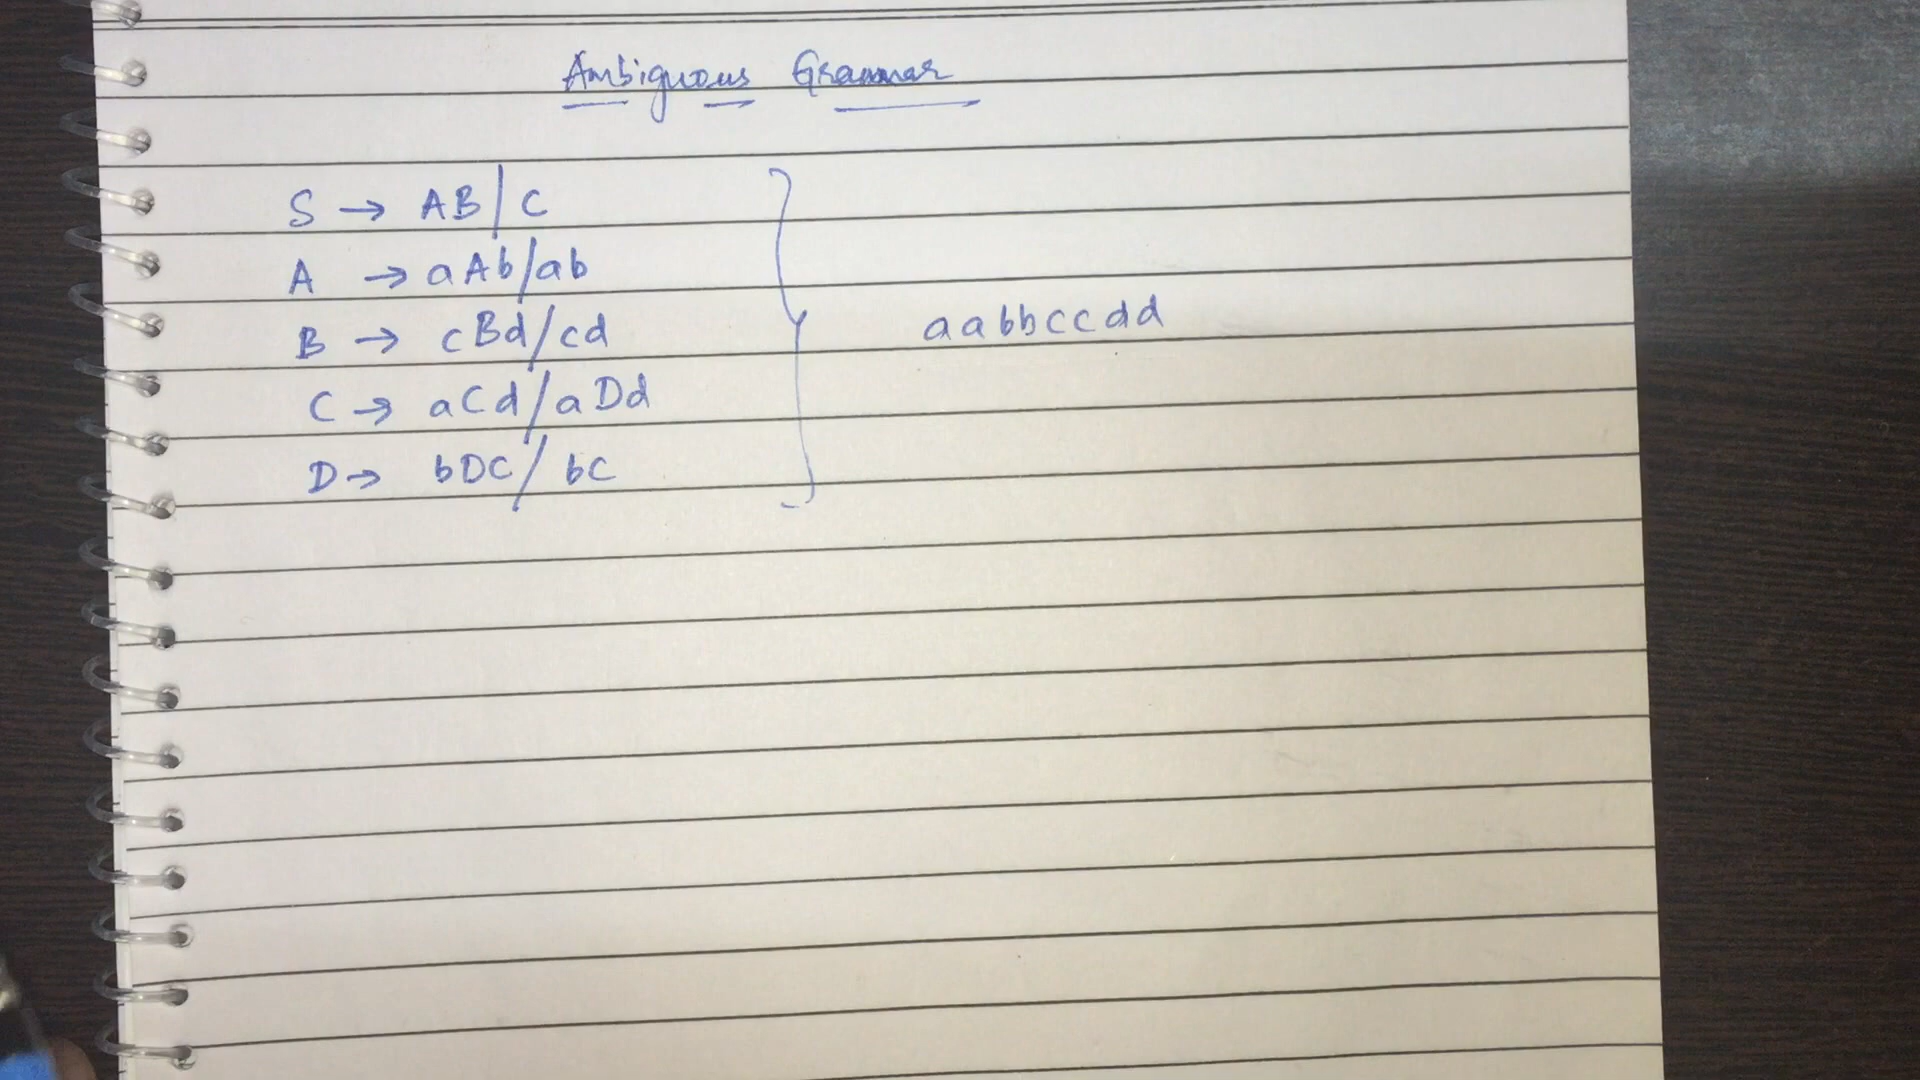 Ambiguous Grammar
S → AB | C
A → aAb / ab
B → cBd / cd
C → aCd / aDd
D → bDC / bC
aabbccdd